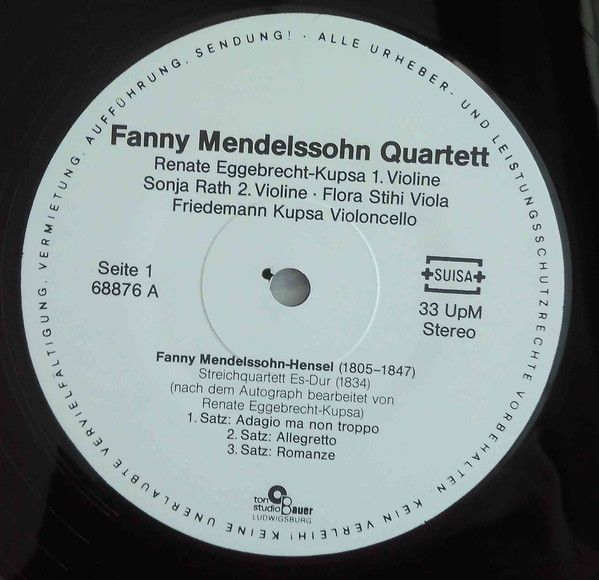 Fanny Mendelssohn Quartett
Renate Eggebrecht-Kupsa 1. Violine
Sonja Rath 2. Violine · Flora Stihi Viola
Friedemann Kupsa Violoncello
Seite 1
68876 A
SUISA
33 UpM
Stereo
Fanny Mendelssohn-Hensel (1805–1847)
Streichquartett Es-Dur (1834)
(nach dem Autograph bearbeitet von
Renate Eggebrecht-Kupsa)
1. Satz: Adagio ma non troppo
2. Satz: Allegretto
3. Satz: Romanze
ton
studio Bauer
LUDWIGSBURG
ALLE URHEBER- UND LEISTUNGSSCHUTZRECHTE VORBEHALTEN. KEIN VERLEIH! KEINE UNERLAUBTE VERVIELFÄLTIGUNG, VERMIETUNG, AUFFÜHRUNG, SENDUNG! ·